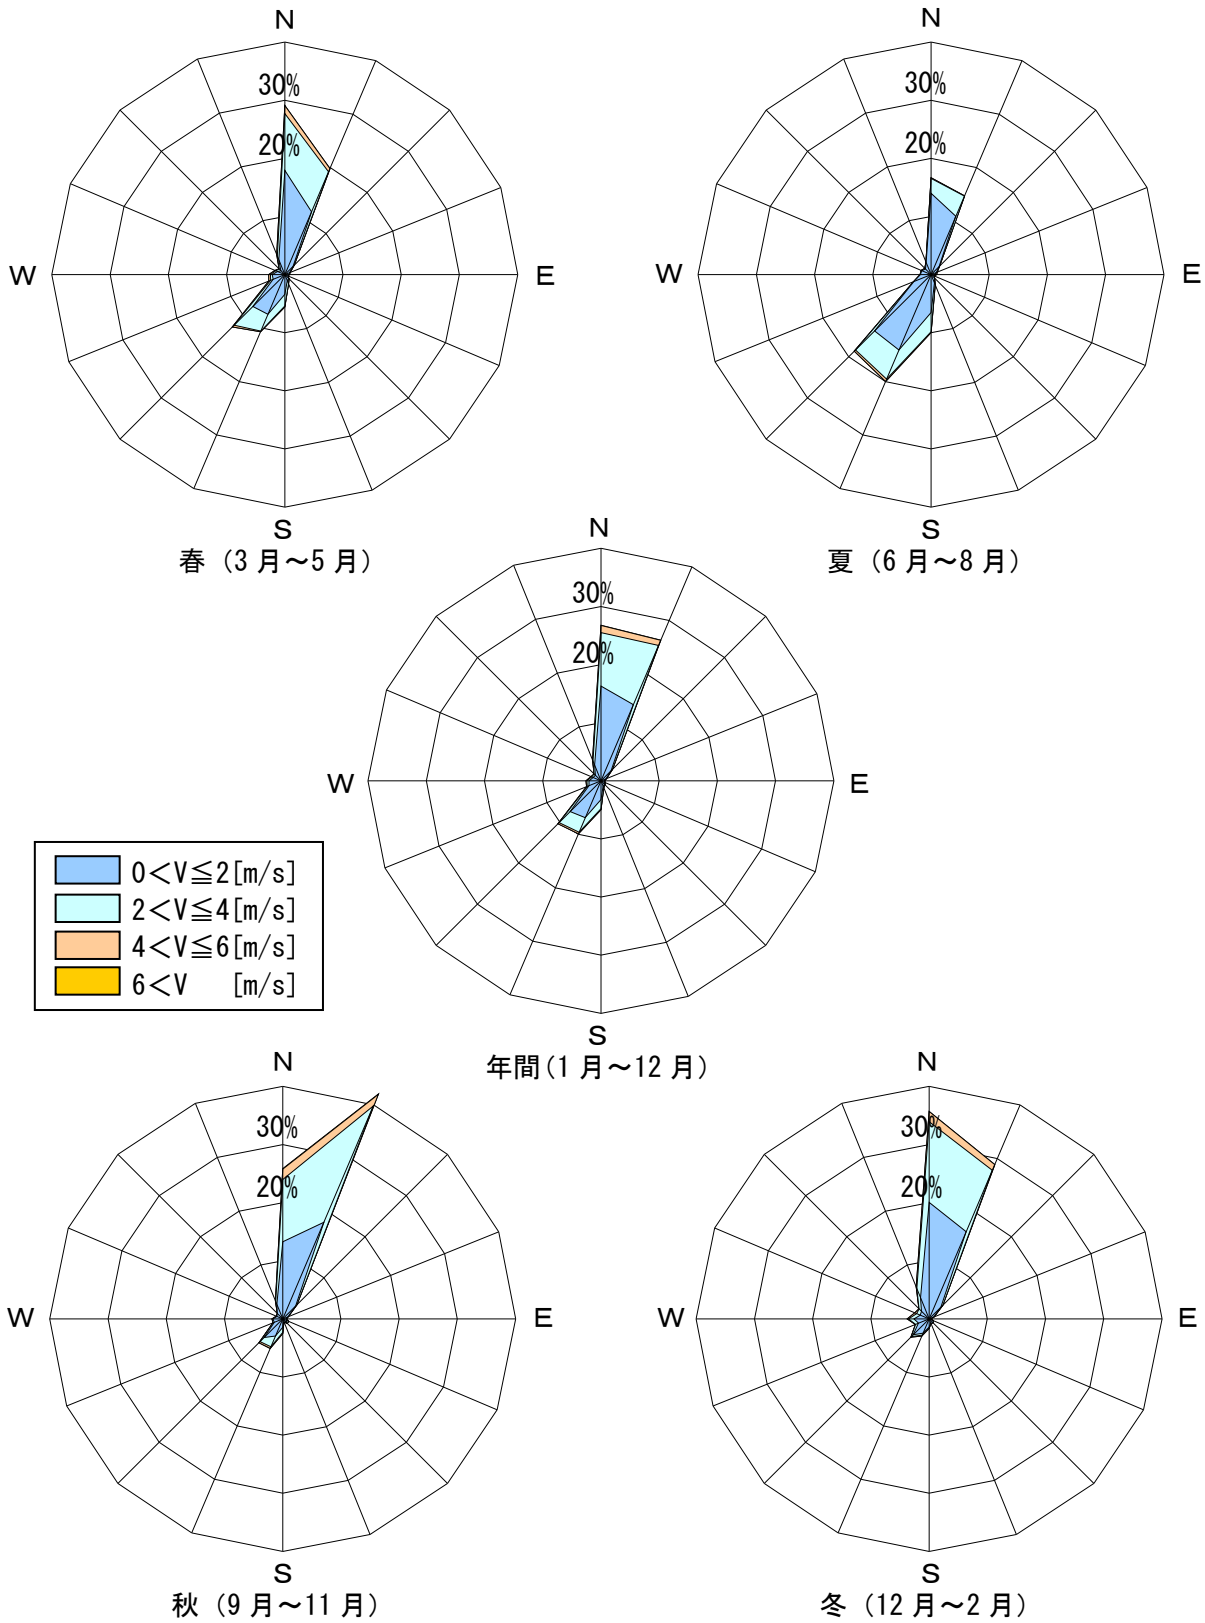 N
30%
20%
W
E
S
春 (3 月～5 月)
N
30%
20%
W
E
S
夏 (6 月～8 月)
N
30%
20%
W
E
S
年間(1 月～12 月)
0＜V≦2[m/s]
2＜V≦4[m/s]
4＜V≦6[m/s]
6＜V [m/s]
N
30%
20%
W
E
S
秋 (9 月～11 月)
N
30%
20%
W
E
S
冬 (12 月～2 月)